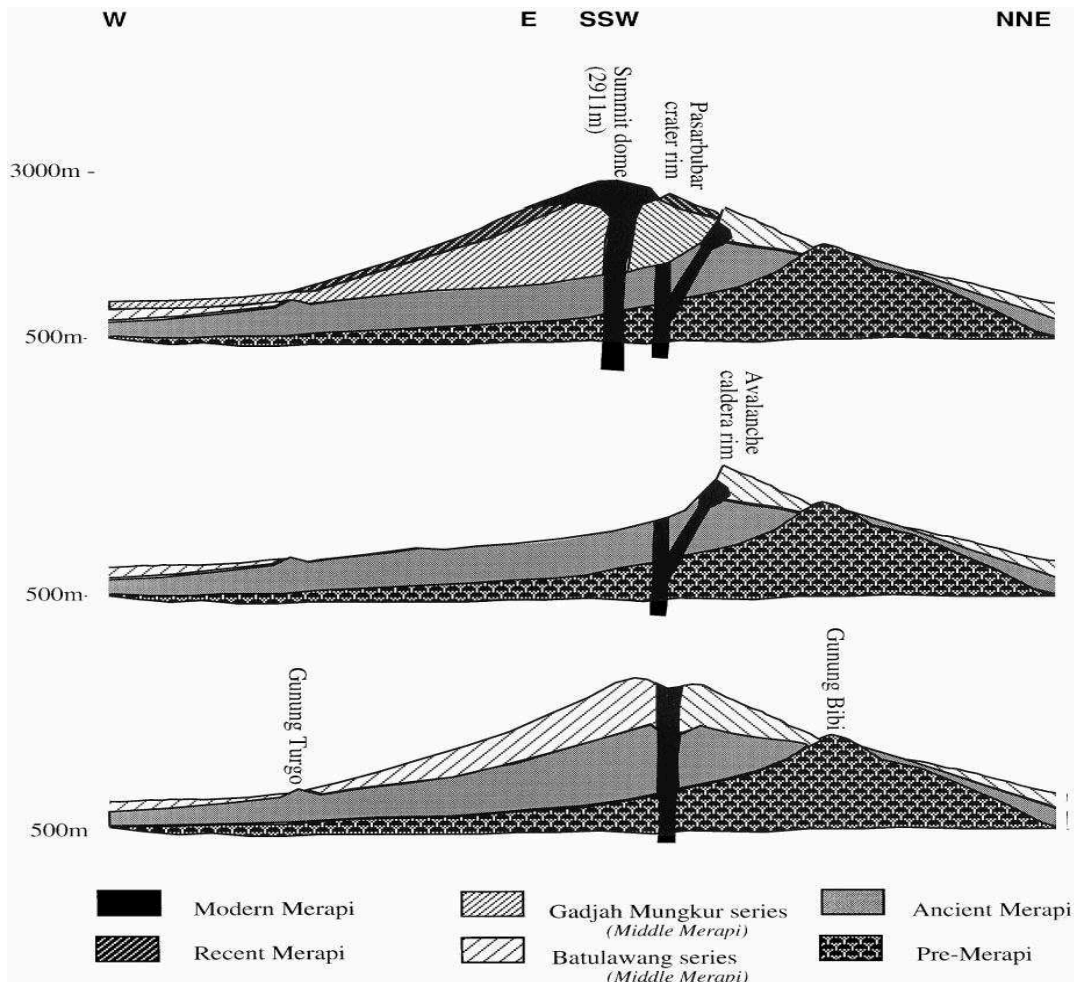 W E SSW NNE
Summit dome
(2911m)
Pasarbubar
crater rim
3000m -
500m-
Avalanche
caldera rim
500m-
Gunung Turgo
Gunung Bibi
500m
Modern Merapi
Gadjah Mungkur series
(Middle Merapi)
Ancient Merapi
Recent Merapi
Batulawang series
(Middle Merapi)
Pre-Merapi